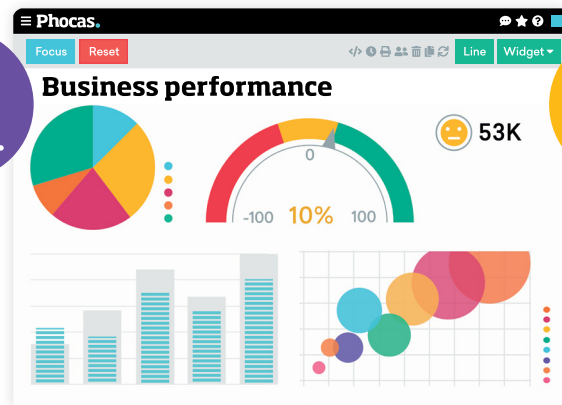 Phocas.
Focus Reset Line Widget
Business performance
53K
0
-100 10% 100